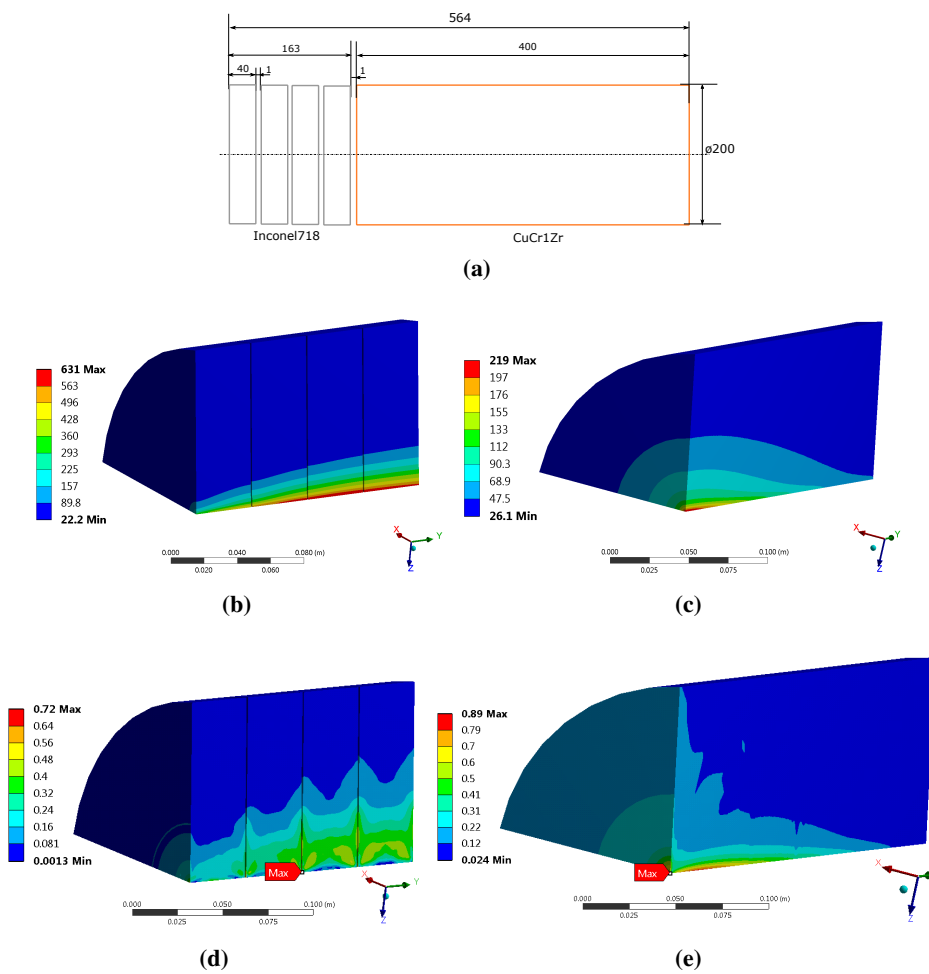 564
163
400
40
1
1
ø200
Inconel718
CuCr1Zr
(a)
631 Max
563
496
428
360
293
225
157
89.8
22.2 Min
0.000
0.040
0.080 (m)
0.020
0.060
X
Y
Z
(b)
219 Max
197
176
155
133
112
90.3
68.9
47.5
26.1 Min
0.000
0.050
0.100 (m)
0.025
0.075
X
Y
Z
(c)
0.72 Max
0.64
0.56
0.48
0.4
0.32
0.24
0.16
0.081
0.0013 Min
Max
0.000
0.050
0.100 (m)
0.025
0.075
X
Y
Z
(d)
0.89 Max
0.79
0.7
0.6
0.5
0.41
0.31
0.22
0.12
0.024 Min
Max
0.000
0.050
0.100 (m)
0.025
0.075
X
Z
(e)